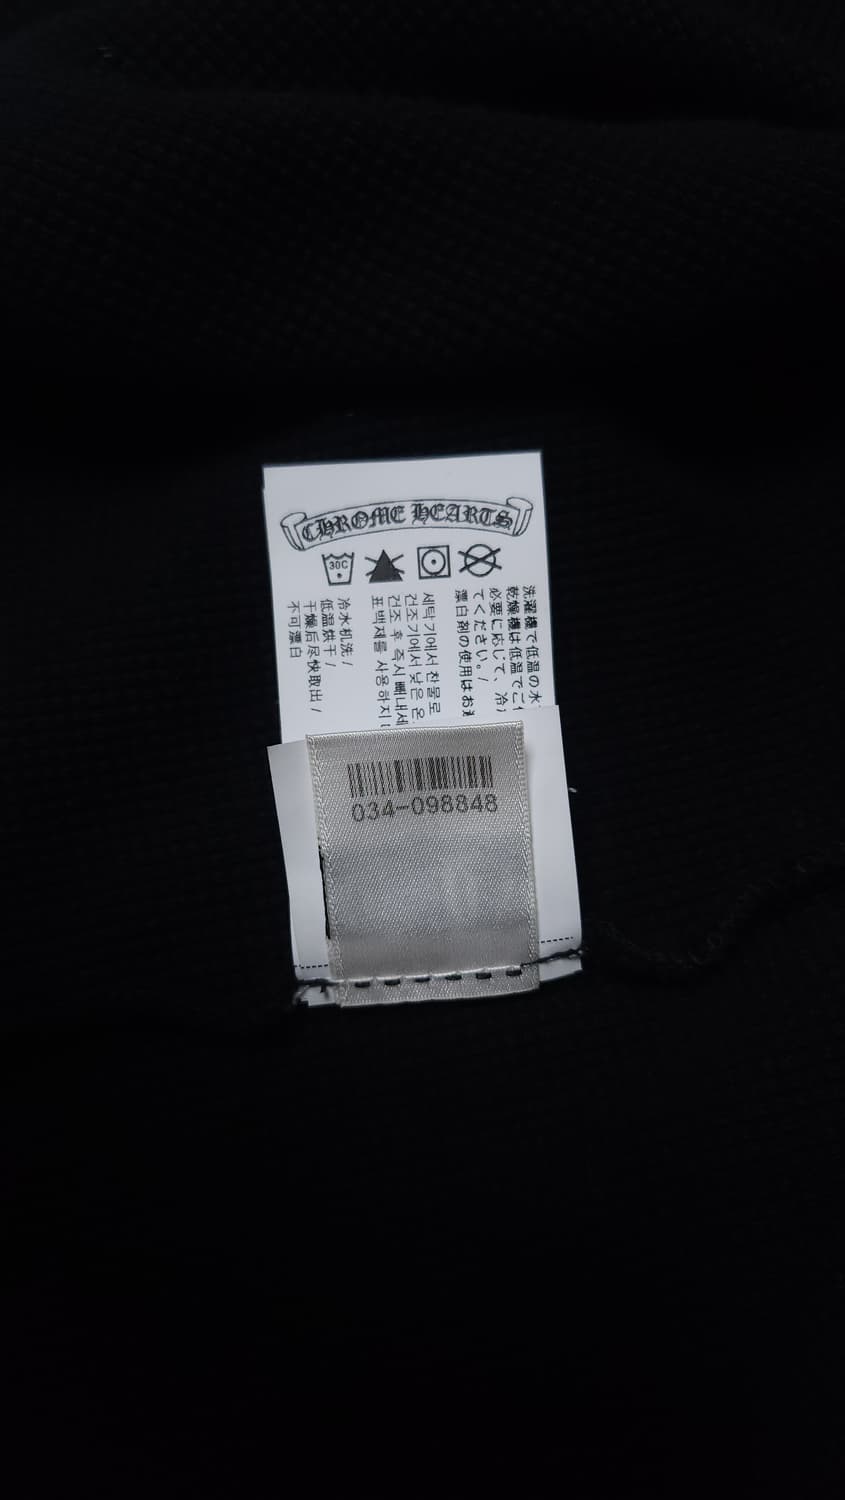 CHROME HEARTS
30C
洗濯機で低温の水
乾燥機は低温でご
必要に応じて、冷
てください。/
漂白剤の使用はお
세탁기에서 찬물로
건조기에서 낮은 온
건조 후 즉시 빼내세
표백제를 사용하지
冷水机洗/
低温烘干/
干燥后尽快取出/
不可漂白
034-098848